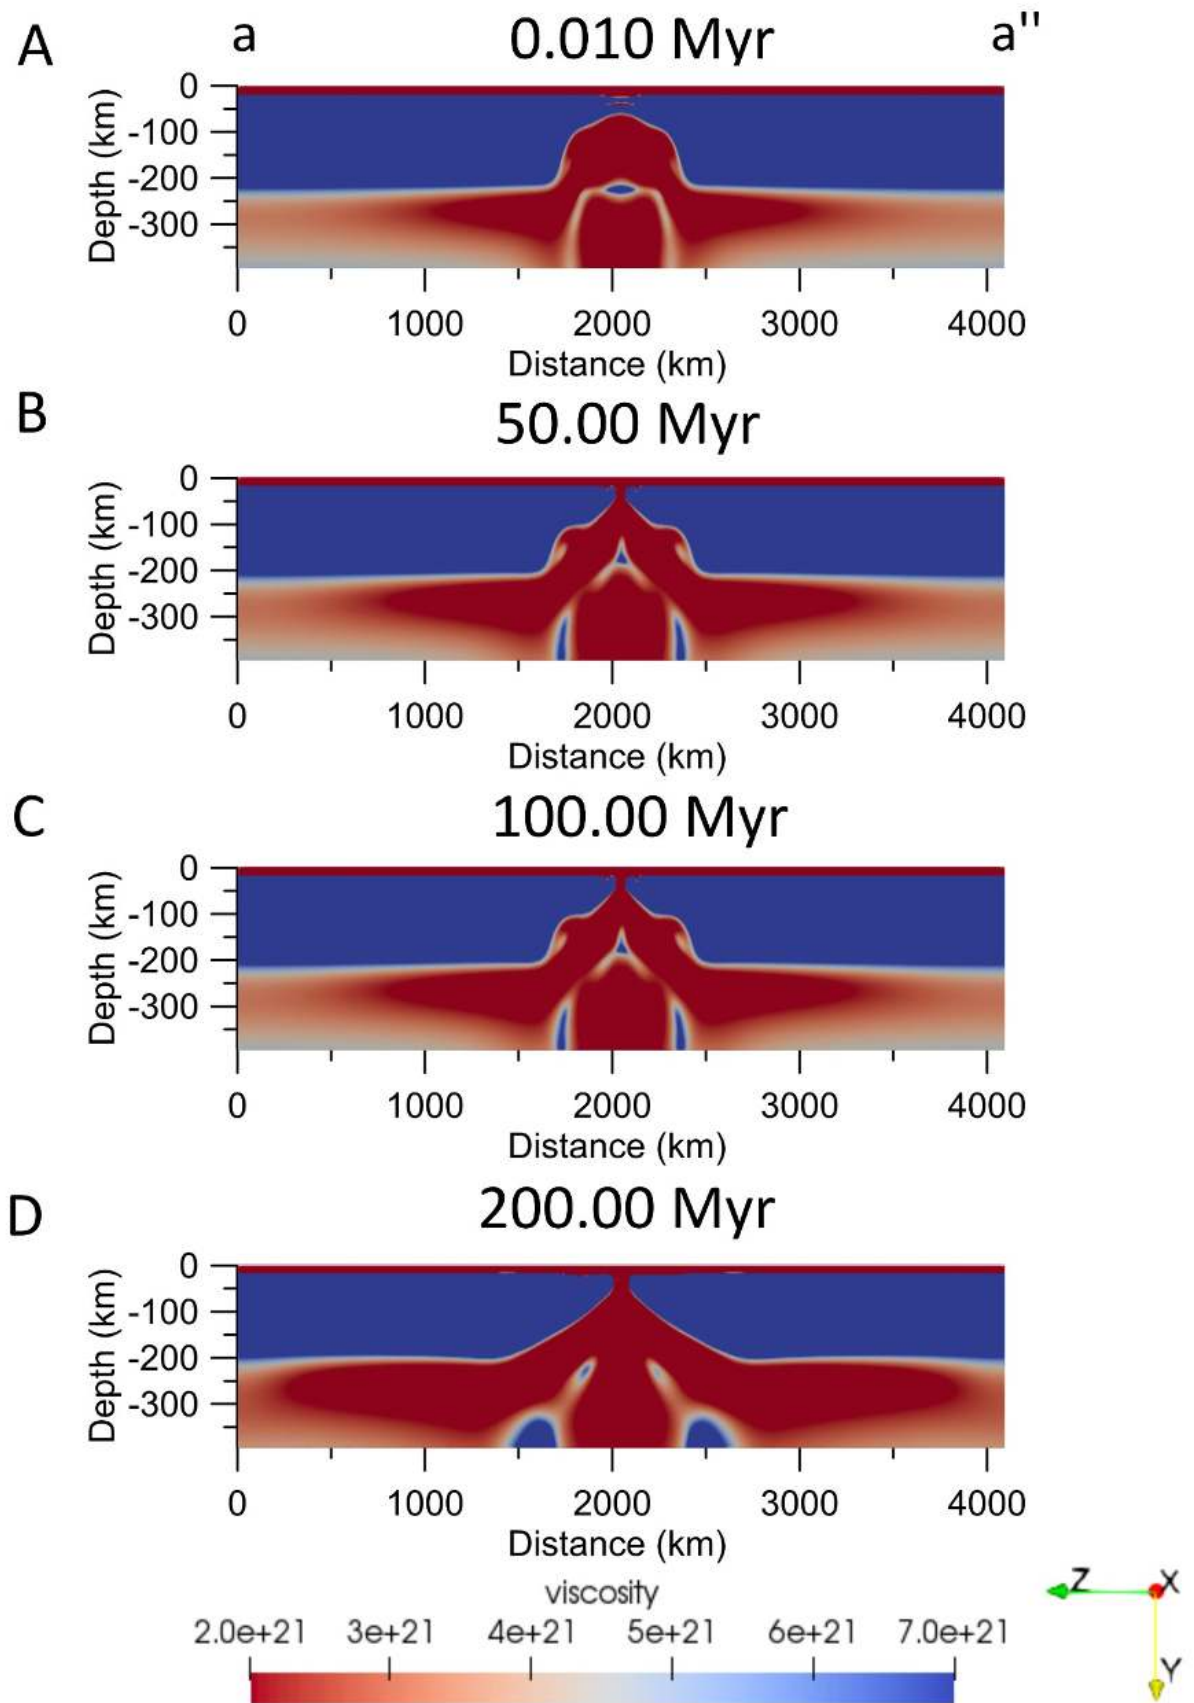 A a 0.010 Myr a"
0
-100
-200
-300
Depth (km)
0 1000 2000 3000 4000
Distance (km)
B 50.00 Myr
0
-100
-200
-300
Depth (km)
0 1000 2000 3000 4000
Distance (km)
C 100.00 Myr
0
-100
-200
-300
Depth (km)
0 1000 2000 3000 4000
Distance (km)
D 200.00 Myr
0
-100
-200
-300
Depth (km)
0 1000 2000 3000 4000
Distance (km)
viscosity
2.0e+21 3e+21 4e+21 5e+21 6e+21 7.0e+21
Z X
Y